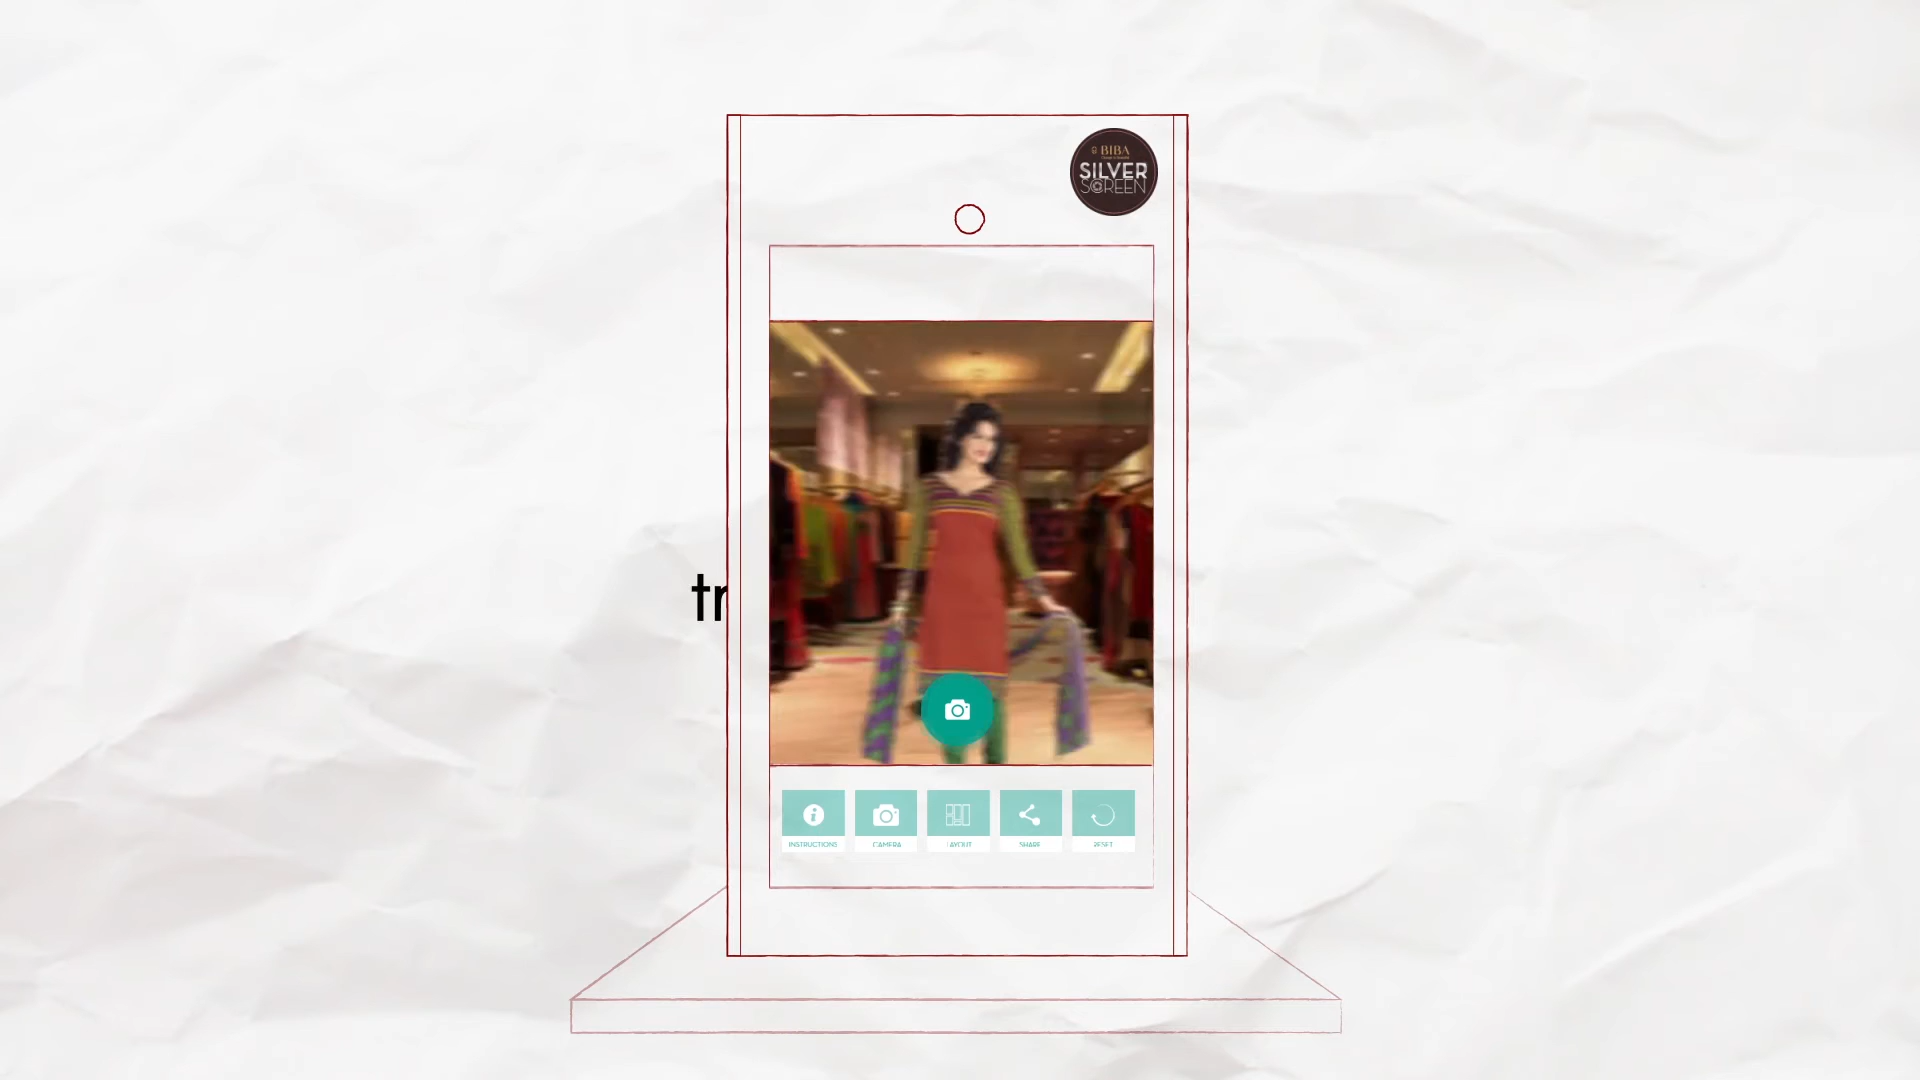 BIBA
SILVER
SCREEN
tr
INSTRUCTIONS
CAMERA
LAYOUT
SHARE
RESET